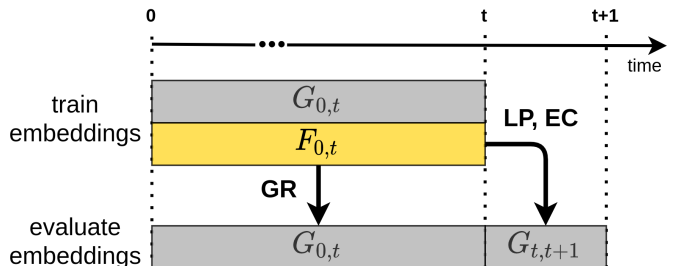 0 t t+1
time
train
embeddings
G_{0,t}
F_{0,t}
LP, EC
GR
evaluate
embeddings
G_{0,t} G_{t,t+1}